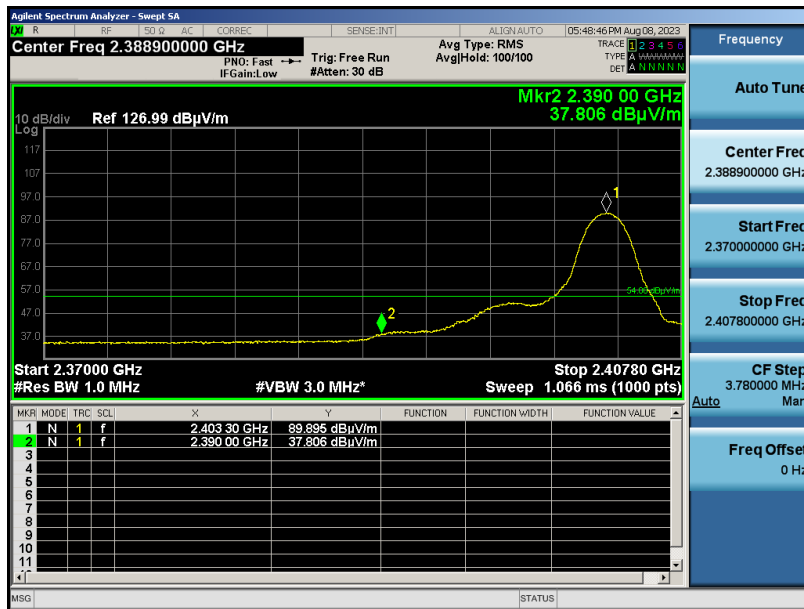 Agilent Spectrum Analyzer - Swept SA
LXI R RF 50 Ω AC CORREC SENSE:INT ALIGN AUTO 05:48:46 PM Aug 08, 2023
Center Freq 2.388900000 GHz
PNO: Fast
IFGain:Low
Trig: Free Run
#Atten: 30 dB
Avg Type: RMS
Avg|Hold: 100/100
TRACE 1 2 3 4 5 6
TYPE A WWWWW
DET A N N N N N
Mkr2 2.390 00 GHz
37.806 dBµV/m
10 dB/div Ref 126.99 dBµV/m
Log
117
107
97.0
1
87.0
77.0
67.0
57.0
54.00 dBµV/m
47.0
2
37.0
Start 2.37000 GHz Stop 2.40780 GHz
#Res BW 1.0 MHz #VBW 3.0 MHz* Sweep 1.066 ms (1000 pts)
MKR MODE TRC SCL X Y FUNCTION FUNCTION WIDTH FUNCTION VALUE
1 N 1 f 2.403 30 GHz 89.895 dBµV/m
2 N 1 f 2.390 00 GHz 37.806 dBµV/m
3
4
5
6
7
8
9
10
11
MSG STATUS
Frequency
Auto Tune
Center Freq
2.388900000 GHz
Start Freq
2.370000000 GHz
Stop Freq
2.407800000 GHz
CF Step
3.780000 MHz
Auto Man
Freq Offset
0 Hz